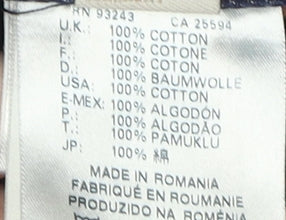 RN 93243 CA 25594
U.K.: 100% COTTON
I.: 100% COTONE
F.: 100% COTON
D.: 100% BAUMWOLLE
USA: 100% COTTON
E-MEX: 100% ALGODÓN
P.: 100% ALGODÃO
T.: 100% PAMUKLU
JP: 100% 綿
MADE IN ROMANIA
FABRIQUÉ EN ROUMANIE
PRODUZIDO NA ROMÉNIA